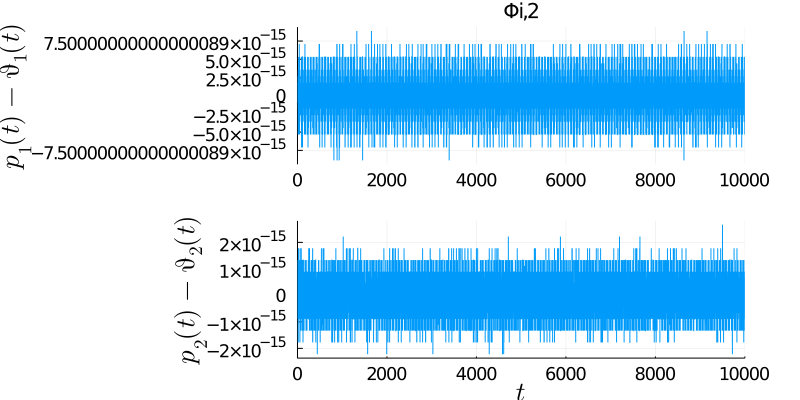 Φi,2
p₁(t) − ϑ₁(t)
7.500000000000000089×10⁻¹⁵
5.0×10⁻¹⁵
2.5×10⁻¹⁵
0
−2.5×10⁻¹⁵
−5.0×10⁻¹⁵
−7.500000000000000089×10⁻¹⁵
0 2000 4000 6000 8000 10000
p₂(t) − ϑ₂(t)
2×10⁻¹⁵
1×10⁻¹⁵
0
−1×10⁻¹⁵
−2×10⁻¹⁵
0 2000 4000 6000 8000 10000
t